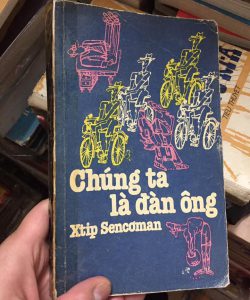 Chúng ta
là đàn ông
Xtip Sencơman